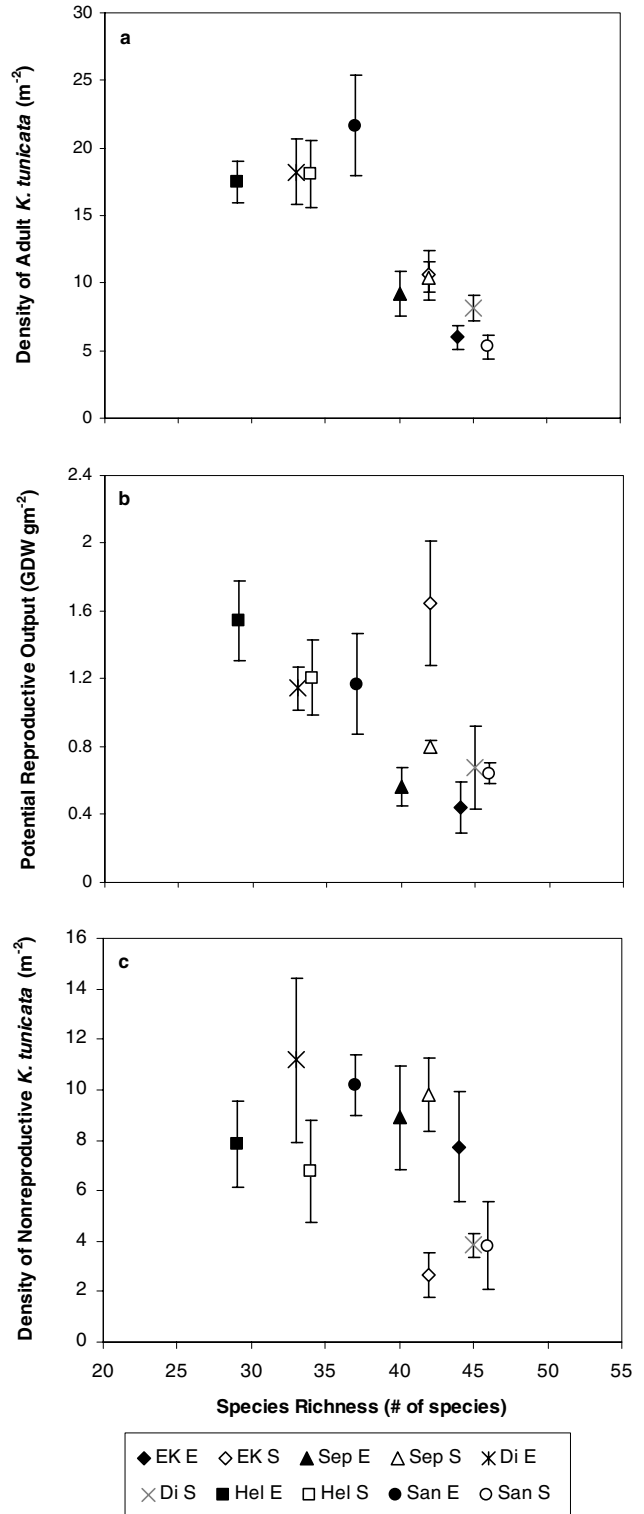 a
Density of Adult K. tunicata (m⁻²)
30
25
20
15
10
5
0
b
Potential Reproductive Output (GDW gm⁻²)
2.4
2
1.6
1.2
0.8
0.4
0
c
Density of Nonreproductive K. tunicata (m⁻²)
16
14
12
10
8
6
4
2
0
20 25 30 35 40 45 50 55
Species Richness (# of species)
EK E EK S Sep E Sep S Di E
Di S Hel E Hel S San E San S